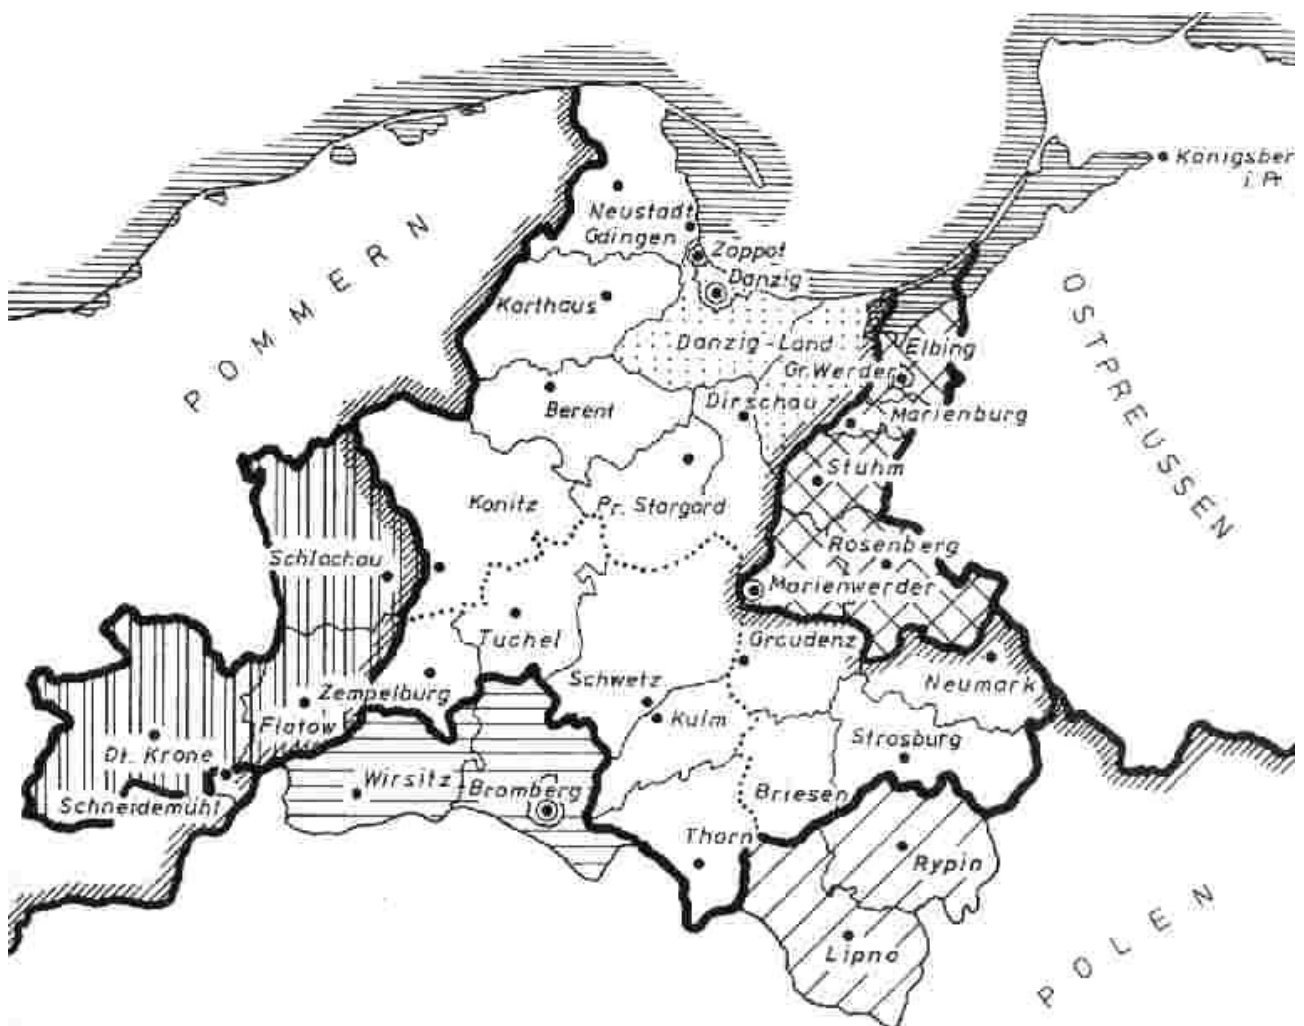 Königsber
i. Pr
Neustadt
Gdingen
Zoppot
Danzig
POMMERN
OSTPREUSSEN
Karthaus
Danzig-Land
Elbing
Gr. Werder
Berent
Dirschau
Marienburg
Stuhm
Konitz
Pr. Stargard
Rosenberg
Schlochau
Marienwerder
Tuchel
Graudenz
Zempelburg
Schwetz
Neumark
Flatow
Kulm
Strasburg
Dt. Krone
Wirsitz
Bromberg
Briesen
Schneidemühl
Thorn
Rypin
POLEN
Lipno